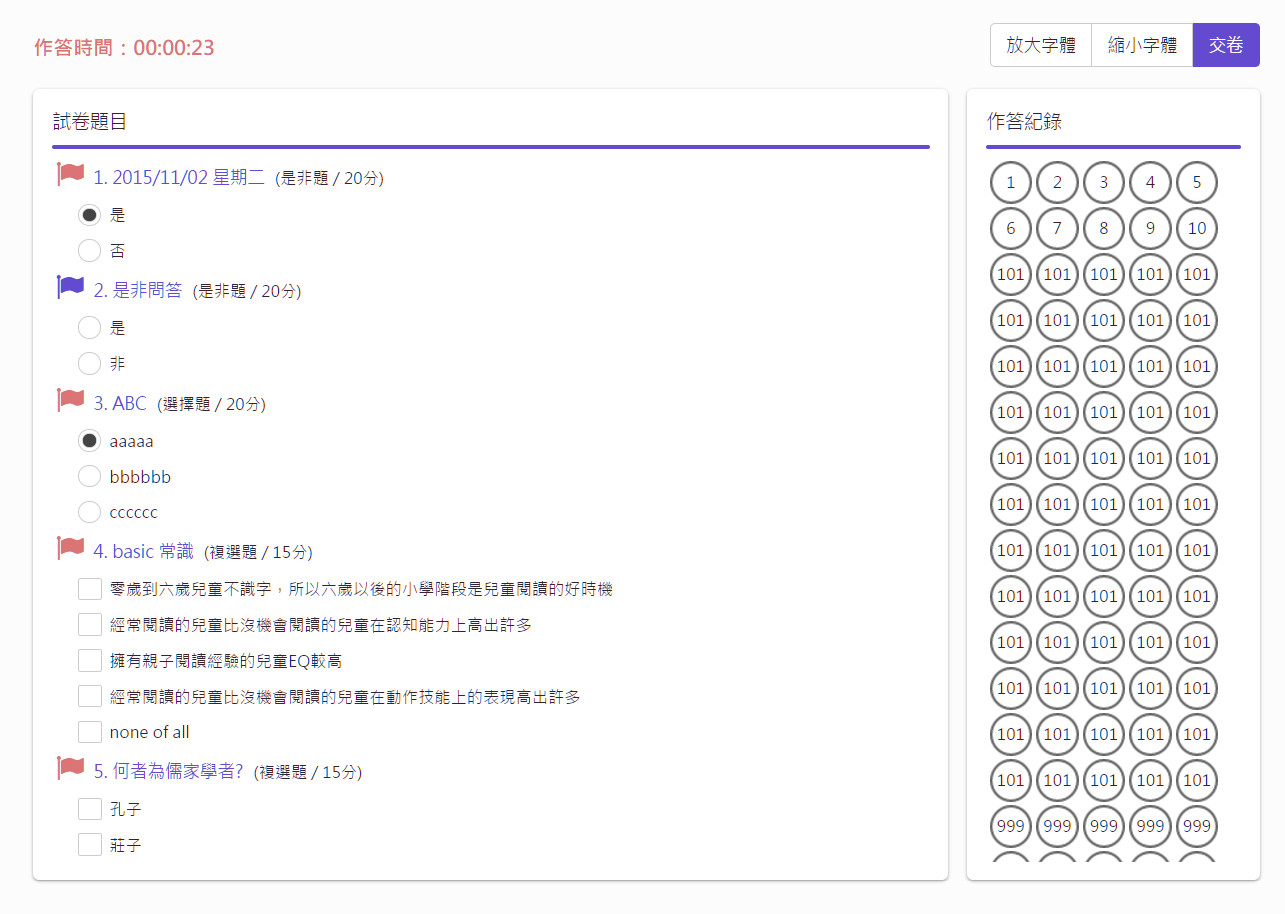 作答時間：00:00:23
放大字體 縮小字體 交卷
試卷題目
1. 2015/11/02 星期二 (是非題 / 20分)
是
否
2. 是非問答 (是非題 / 20分)
是
非
3. ABC (選擇題 / 20分)
aaaaa
bbbbbb
cccccc
4. basic 常識 (複選題 / 15分)
零歲到六歲兒童不識字，所以六歲以後的小學階段是兒童閱讀的好時機
經常閱讀的兒童比沒機會閱讀的兒童在認知能力上高出許多
擁有親子閱讀經驗的兒童EQ較高
經常閱讀的兒童比沒機會閱讀的兒童在動作技能上的表現高出許多
none of all
5. 何者為儒家學者? (複選題 / 15分)
孔子
莊子
作答紀錄
1 2 3 4 5
6 7 8 9 10
101 101 101 101 101
101 101 101 101 101
101 101 101 101 101
101 101 101 101 101
101 101 101 101 101
101 101 101 101 101
101 101 101 101 101
101 101 101 101 101
101 101 101 101 101
101 101 101 101 101
101 101 101 101 101
101 101 101 101 101
999 999 999 999 999